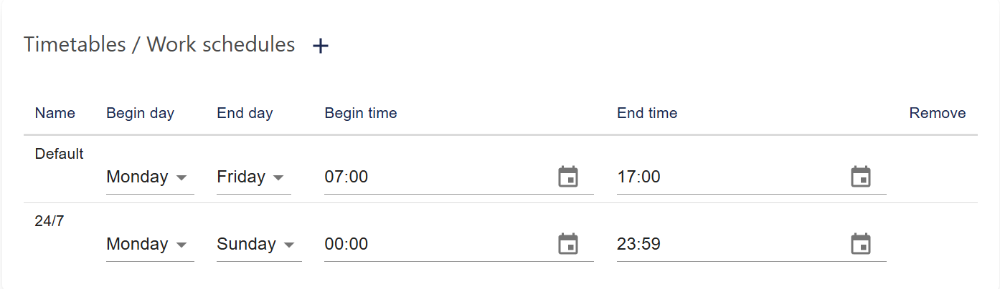 Timetables / Work schedules +
Name Begin day End day Begin time End time Remove
Default
Monday Friday 07:00 17:00
24/7
Monday Sunday 00:00 23:59